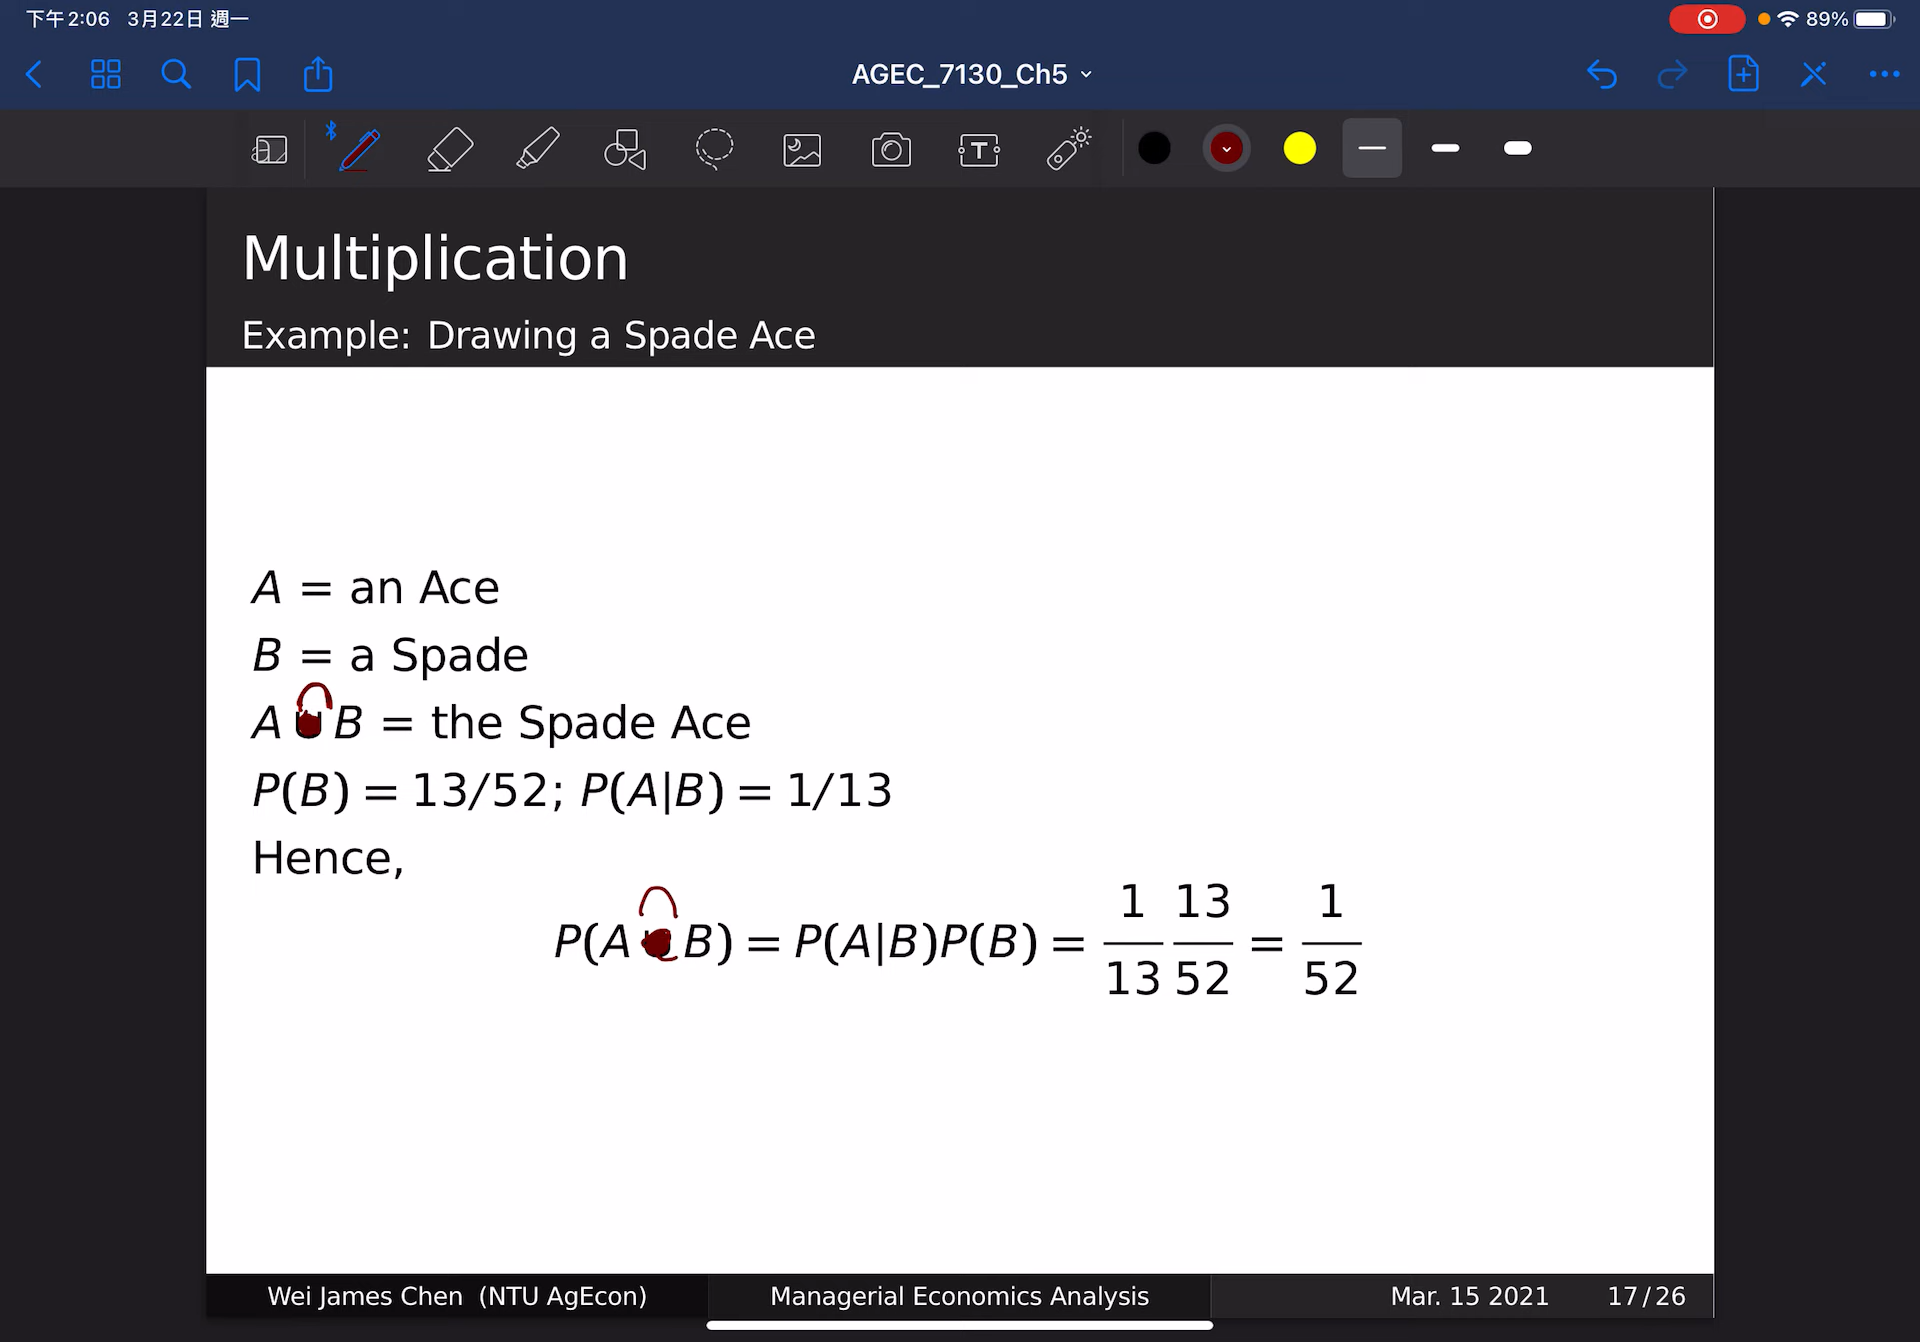 下午2:06 3月22日 週一
89%
AGEC_7130_Ch5
Multiplication
Example: Drawing a Spade Ace
A = an Ace
B = a Spade
A ∩ B = the Spade Ace
P(B) = 13/52; P(A|B) = 1/13
Hence,
P(A ∩ B) = P(A|B)P(B) = 1/13 13/52 = 1/52
Wei James Chen (NTU AgEcon) Managerial Economics Analysis Mar. 15 2021 17/26